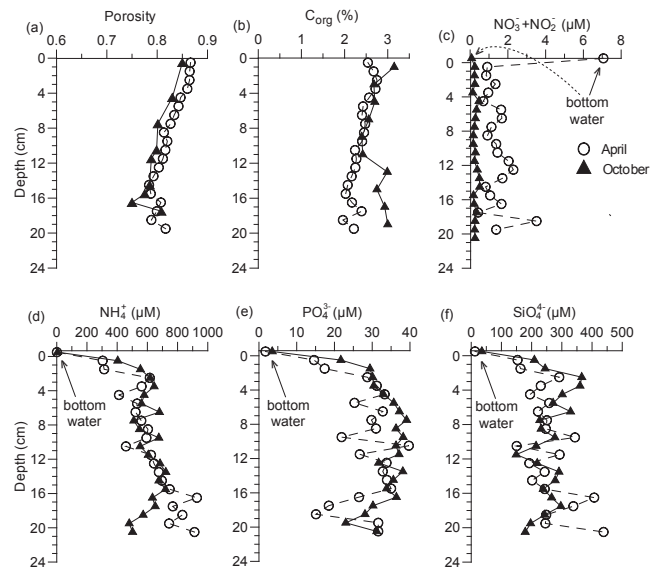 Porosity
(a)
0.6 0.7 0.8 0.9
0
4
8
12
16
20
24
Depth (cm)
C_org (%)
(b)
0 1 2 3
0
4
8
12
16
20
24
NO₃⁻+NO₂⁻ (µM)
(c)
0 2 4 6 8
0
4
8
12
16
20
24
bottom
water
April
October
Depth (cm)
NH₄⁺ (µM)
(d)
0 200 400 600 800 1000
0
4
8
12
16
20
24
bottom
water
Depth (cm)
PO₄³⁻ (µM)
(e)
0 10 20 30 40
0
4
8
12
16
20
24
SiO₄⁴⁻ (µM)
(f)
0 100 200 300 400 500
0
4
8
12
16
20
24
bottom
water